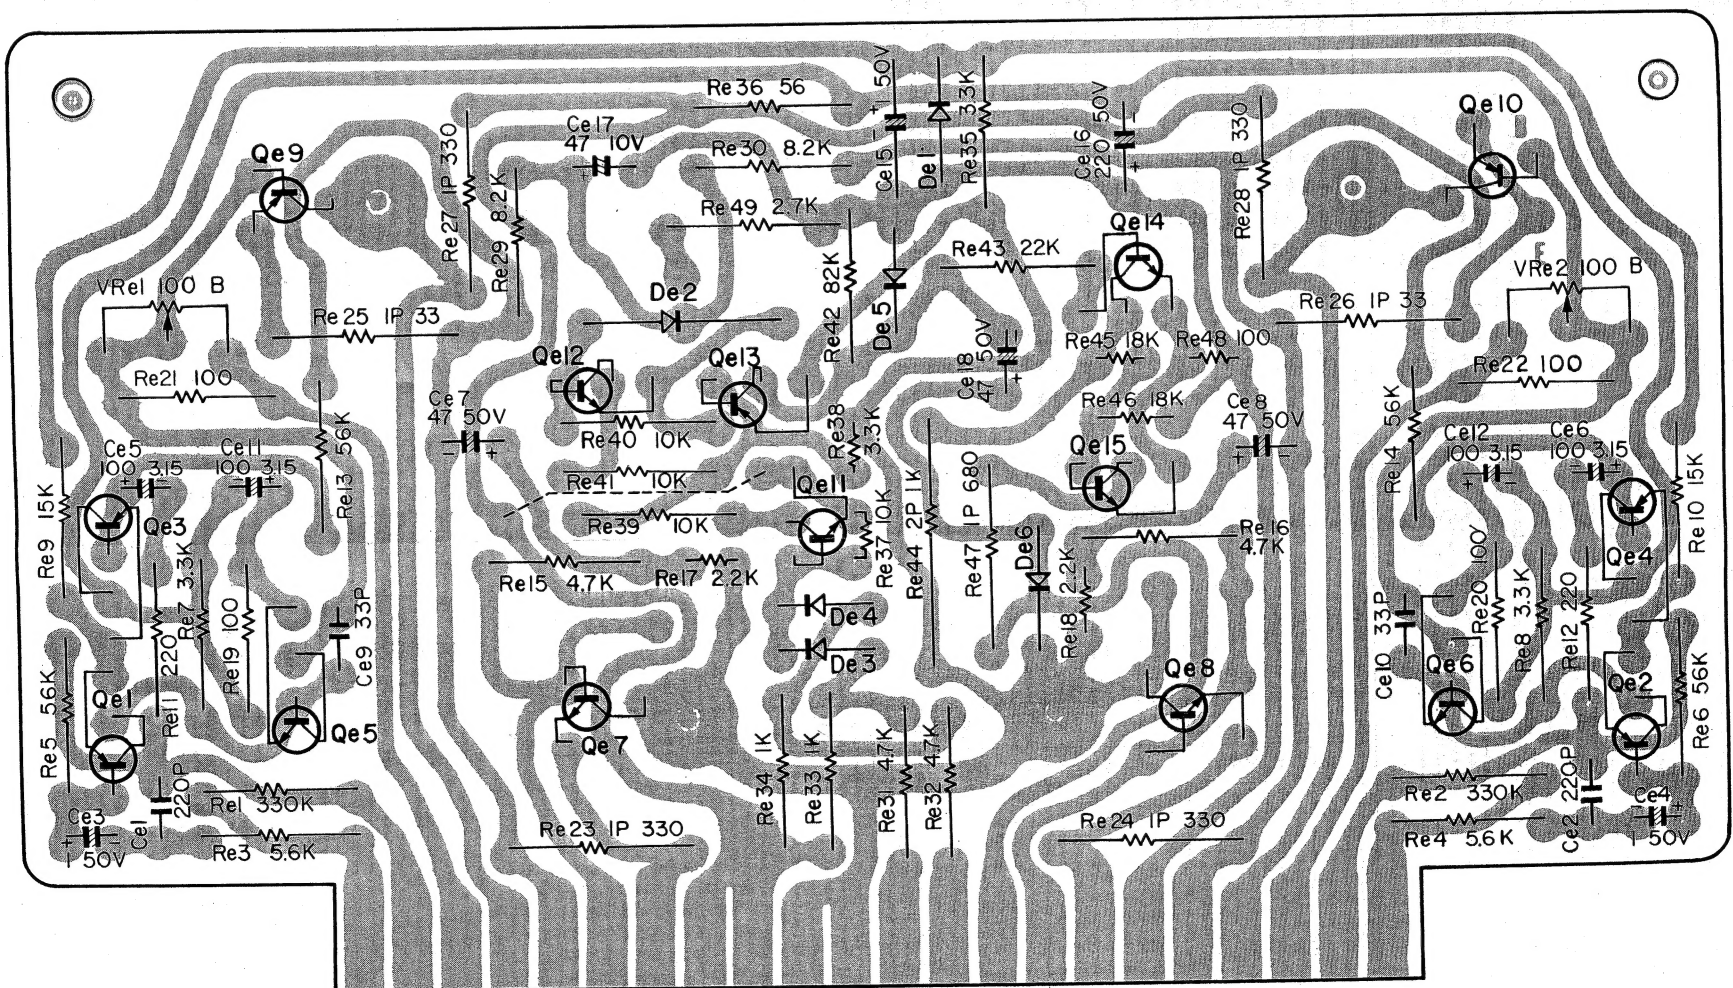 Re36 56
50V
Ce15
De1
Re35 3.3K
Ce16
220 50V
Re28 1P 330
Qe10
Qe9
Re27 1P 330
Ce17
47 10V
Re30 8.2K
Re29 8.2K
Re49 2.7K
Re43 22K
Qe14
E
VRe1 100 B
VRe2 100 B
De2
Re42 82K
De5
Re25 1P 33
Re26 1P 33
Ce18
47 50V
Re45 18K
Re48 100
Qe12
Qe13
Re21 100
Re22 100
Ce7
47 50V
Re38
3.3K
Re46 18K
Ce8
47 50V
Re40 10K
Re13 56K
Re14 56K
Ce5
100 3.15
Ce11
100 3.15
Ce12
100 3.15
Ce6
100 3.15
Qe15
Re41 10K
Qe11
Re39 10K
Re37 10K
Re44 2P 1K
Re47 1P 680
De6
Re16
4.7K
Re9 15K
Qe3
Re10 15K
Qe4
Re15 4.7K
Re17 2.2K
Re18 2.2K
De4
De3
Re7 3.3K
Re11 220
Re19 100
Ce9 33P
Ce10 33P
Re20 100
Re8 3.3K
Re12 220
Qe8
Qe6
Qe2
Re5 56K
Qe1
Qe5
Qe7
Re6 56K
Re34 1K
Re33 1K
Re31 4.7K
Re32 4.7K
Ce3
50V
Ce1
220P
Re1 330K
Re3 5.6K
Re23 1P 330
Re24 1P 330
Re2 330K
Re4 5.6K
Ce2 220P
Ce4
50V